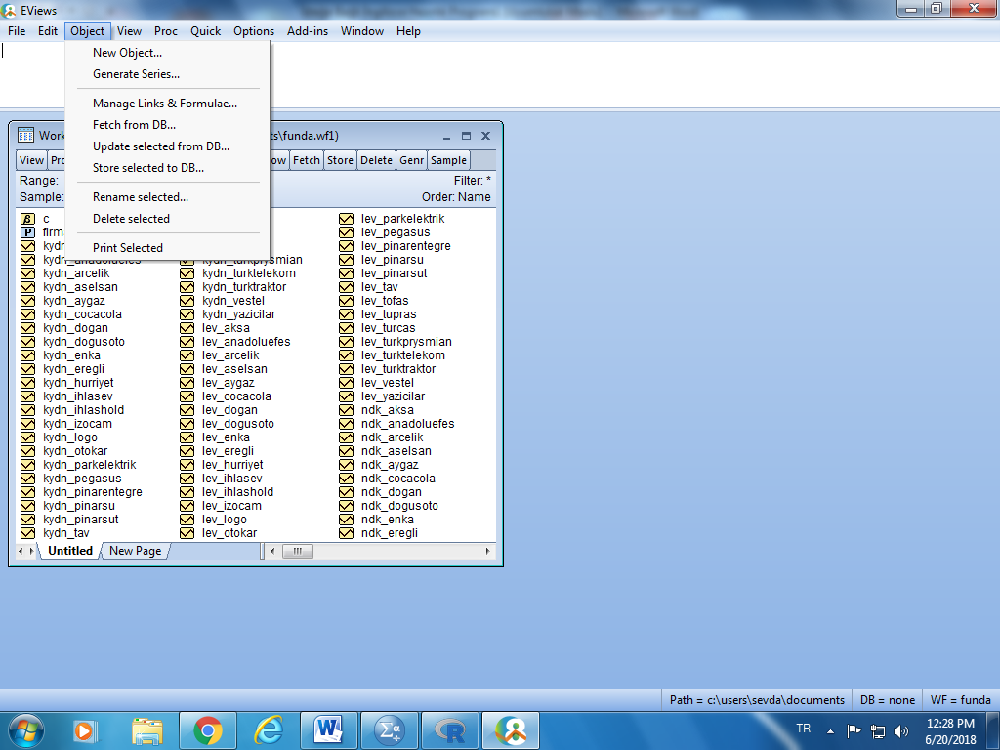 EViews
File Edit Object View Proc Quick Options Add-ins Window Help
New Object...
Generate Series...
Manage Links & Formulae...
Fetch from DB...
Update selected from DB...
Store selected to DB...
Rename selected...
Delete selected
Print Selected
Work ts\funda.wf1)
View Pro ow Fetch Store Delete Genr Sample
Range: Filter: *
Sample: Order: Name
c
firm
kydn_
kydn_anadoluefes
kydn_arcelik
kydn_aselsan
kydn_aygaz
kydn_cocacola
kydn_dogan
kydn_dogusoto
kydn_enka
kydn_eregli
kydn_hurriyet
kydn_ihlasev
kydn_ihlashold
kydn_izocam
kydn_logo
kydn_otokar
kydn_parkelektrik
kydn_pegasus
kydn_pinarentegre
kydn_pinarsu
kydn_pinarsut
kydn_tav
kydn_turkprysmian
kydn_turktelekom
kydn_turktraktor
kydn_vestel
kydn_yazicilar
lev_aksa
lev_anadoluefes
lev_arcelik
lev_aselsan
lev_aygaz
lev_cocacola
lev_dogan
lev_dogusoto
lev_enka
lev_eregli
lev_hurriyet
lev_ihlasev
lev_ihlashold
lev_izocam
lev_logo
lev_otokar
lev_parkelektrik
lev_pegasus
lev_pinarentegre
lev_pinarsu
lev_pinarsut
lev_tav
lev_tofas
lev_tupras
lev_turcas
lev_turkprysmian
lev_turktelekom
lev_turktraktor
lev_vestel
lev_yazicilar
ndk_aksa
ndk_anadoluefes
ndk_arcelik
ndk_aselsan
ndk_aygaz
ndk_cocacola
ndk_dogan
ndk_dogusoto
ndk_enka
ndk_eregli
Untitled New Page
Path = c:\users\sevda\documents DB = none WF = funda
TR 12:28 PM
6/20/2018